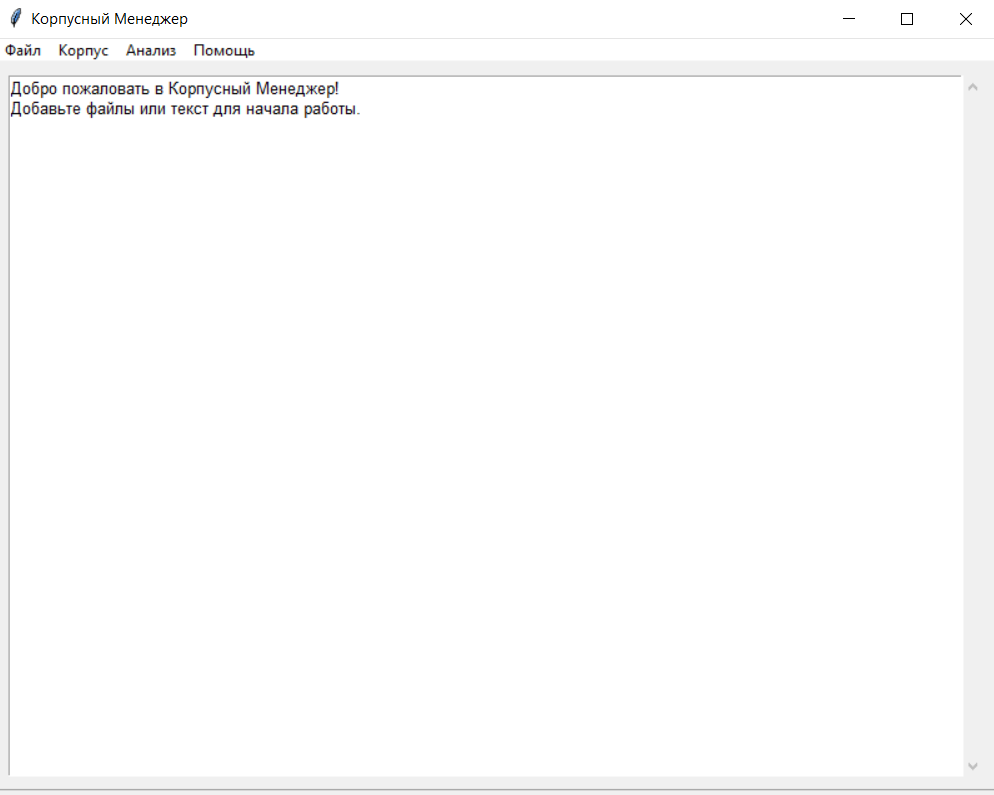 Корпусный Менеджер
Файл Корпус Анализ Помощь
Добро пожаловать в Корпусный Менеджер!
Добавьте файлы или текст для начала работы.